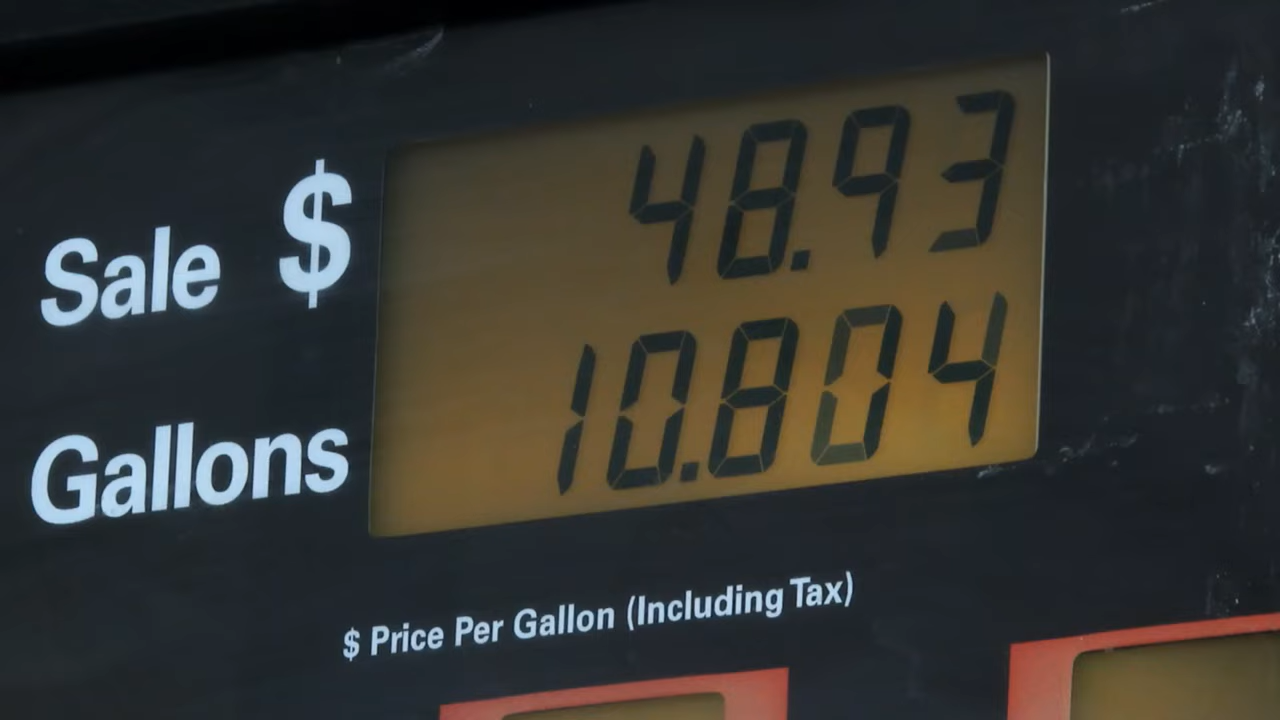 Sale $ 48.93
Gallons 10.804
$ Price Per Gallon (Including Tax)